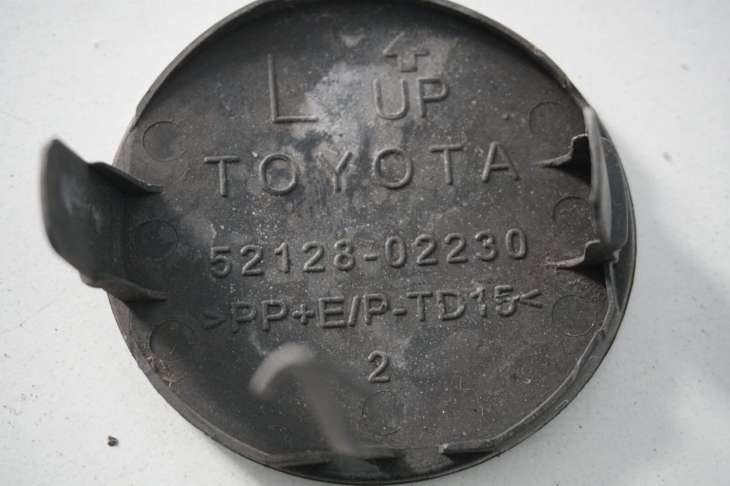 L UP
TOYOTA
52128-02230
>PP+E/P-TD15<
2